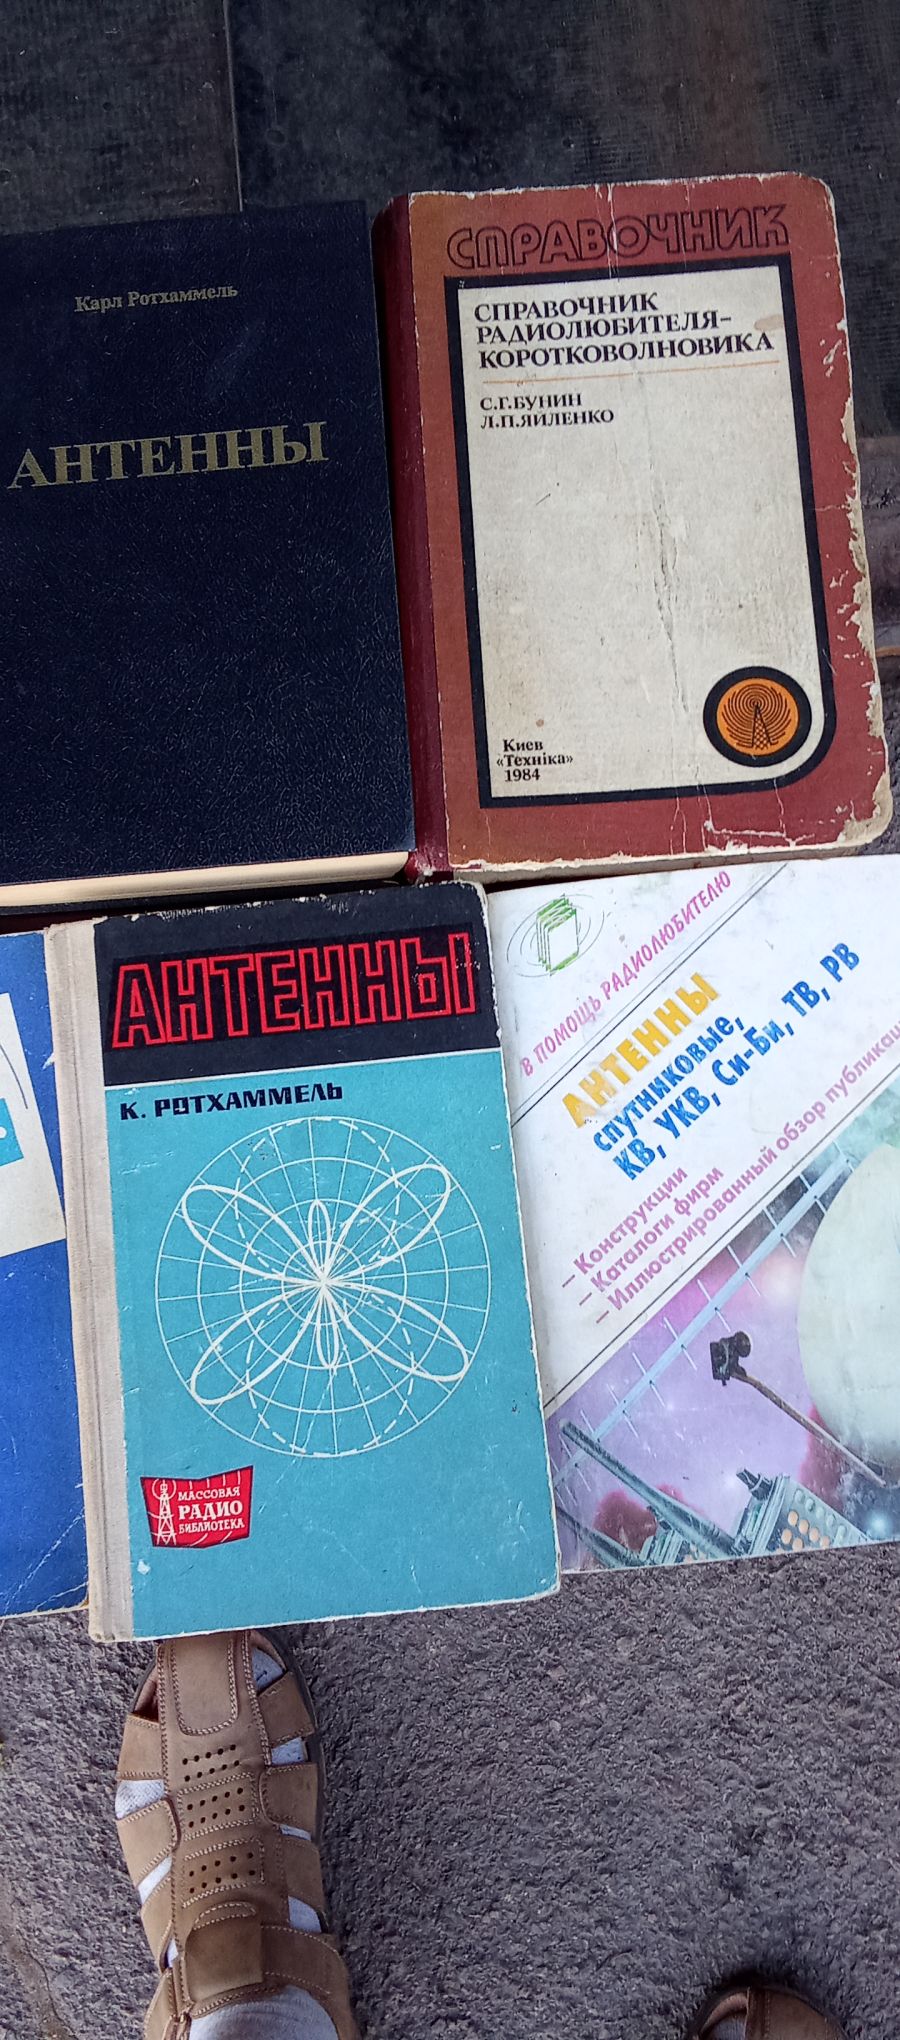 Карл Ротхаммель
АНТЕННЫ
СПРАВОЧНИК
СПРАВОЧНИК
РАДИОЛЮБИТЕЛЯ-
КОРОТКОВОЛНОВИКА
С.Г.БУНИН
Л.П.ЯЙЛЕНКО
Киев
«Техніка»
1984
АНТЕННЫ
К. РОТХАММЕЛЬ
МАССОВАЯ
РАДИО
БИБЛИОТЕКА
В ПОМОЩЬ РАДИОЛЮБИТЕЛЮ
АНТЕННЫ
спутниковые,
КВ, УКВ, Си-Би, ТВ, РВ
– Конструкции
– Каталоги фирм
– Иллюстрированный обзор